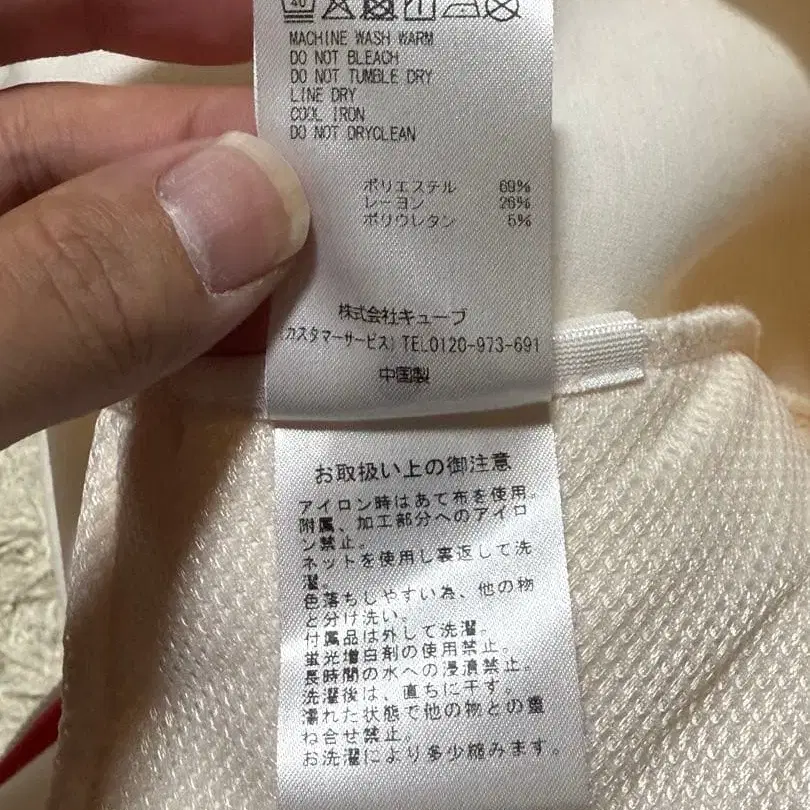 40
MACHINE WASH WARM
DO NOT BLEACH
DO NOT TUMBLE DRY
LINE DRY
COOL IRON
DO NOT DRYCLEAN
ポリエステル 69%
レーヨン 26%
ポリウレタン 5%
株式会社キューブ
(カスタマーサービス) TEL0120-973-691
中国製
お取扱い上の御注意
アイロン時はあて布を使用。
附属、加工部分へのアイロ
ン禁止。
ネットを使用し裏返して洗
濯。
色落ちしやすい為、他の物
と分け洗い。
付属品は外して洗濯。
蛍光増白剤の使用禁止。
長時間の水への浸漬禁止。
洗濯後は、直ちに干す。
濡れた状態で他の物との重
ね合せ禁止。
お洗濯により多少縮みます。